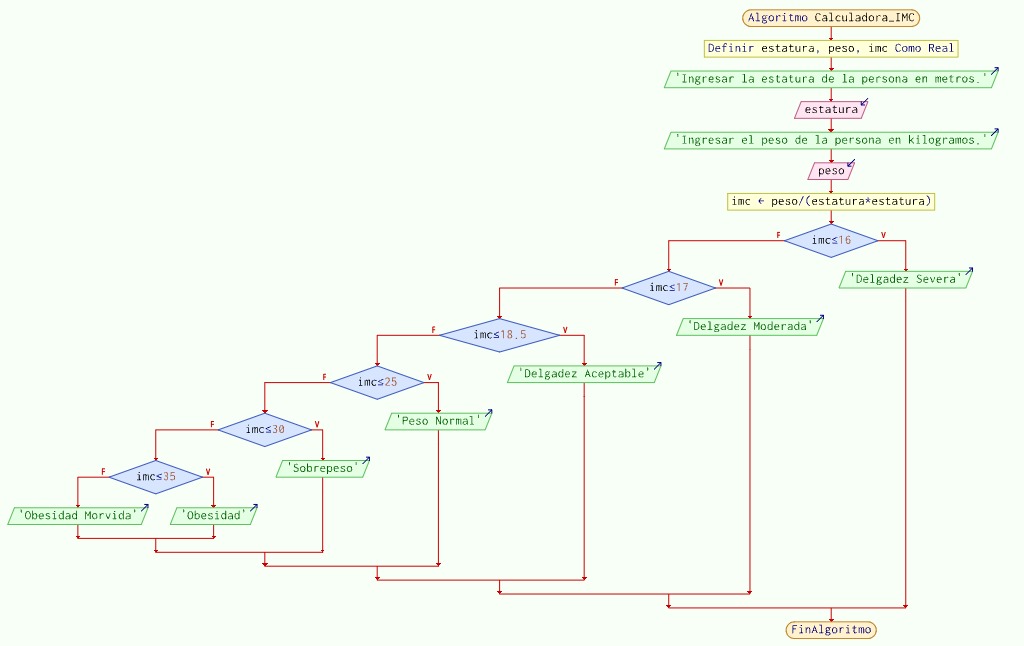 Algoritmo Calculadora_IMC
Definir estatura, peso, imc Como Real
'Ingresar la estatura de la persona en metros.'
estatura
'Ingresar el peso de la persona en kilogramos.'
peso
imc ← peso/(estatura*estatura)
F imc≤16 V
'Delgadez Severa'
F imc≤17 V
'Delgadez Moderada'
F imc≤18.5 V
'Delgadez Aceptable'
F imc≤25 V
'Peso Normal'
F imc≤30 V
'Sobrepeso'
F imc≤35 V
'Obesidad Morvida' 'Obesidad'
FinAlgoritmo